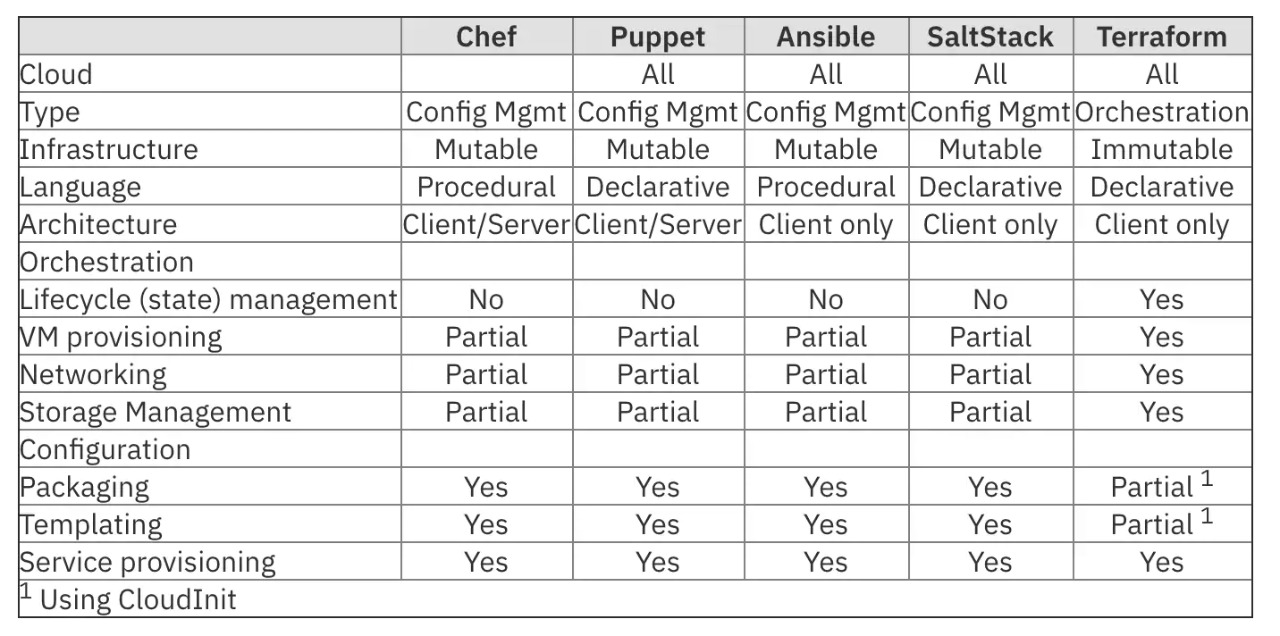 Chef Puppet Ansible SaltStack Terraform
Cloud All All All All
Type Config Mgmt Config Mgmt Config Mgmt Config Mgmt Orchestration
Infrastructure Mutable Mutable Mutable Mutable Immutable
Language Procedural Declarative Procedural Declarative Declarative
Architecture Client/Server Client/Server Client only Client only Client only
Orchestration
Lifecycle (state) management No No No No Yes
VM provisioning Partial Partial Partial Partial Yes
Networking Partial Partial Partial Partial Yes
Storage Management Partial Partial Partial Partial Yes
Configuration
Packaging Yes Yes Yes Yes Partial 1
Templating Yes Yes Yes Yes Partial 1
Service provisioning Yes Yes Yes Yes Yes
1 Using CloudInit